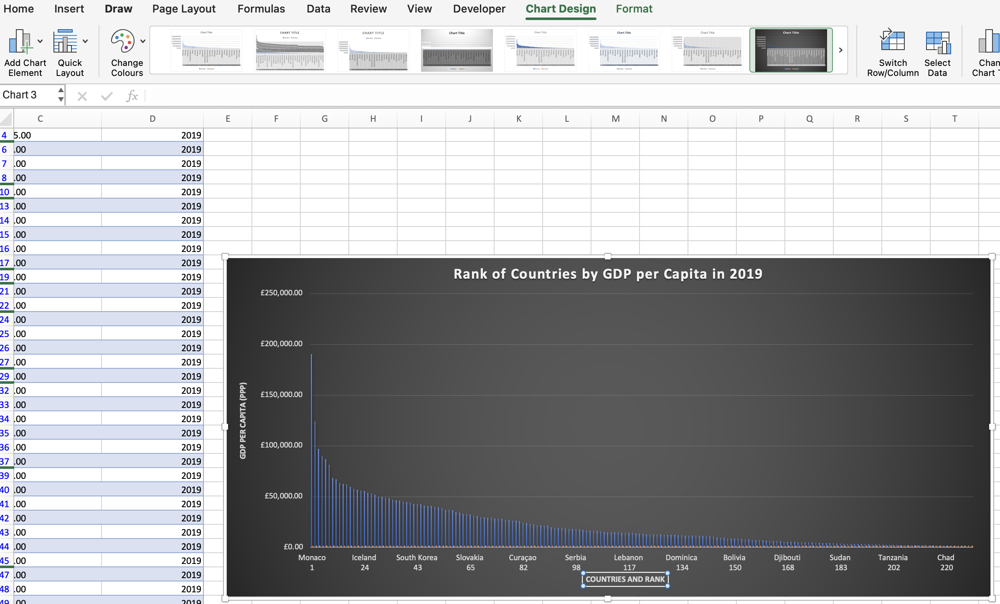 Home Insert Draw Page Layout Formulas Data Review View Developer Chart Design Format
Add Chart Element
Quick Layout
Change Colours
Chart Title
CHART TITLE
CHART TITLE
Chart Title
Chart Title
Chart Title
Chart Title
Chart Title
Switch Row/Column
Select Data
Chan
Chart
Chart 3
fx
C D E F G H I J K L M N O P Q R S T
4 5.00 2019
6 .00 2019
7 .00 2019
8 .00 2019
10 .00 2019
13 .00 2019
14 .00 2019
15 .00 2019
16 .00 2019
17 .00 2019
19 .00 2019
21 .00 2019
22 .00 2019
24 .00 2019
25 .00 2019
26 .00 2019
27 .00 2019
29 .00 2019
32 .00 2019
33 .00 2019
34 .00 2019
35 .00 2019
36 .00 2019
37 .00 2019
39 .00 2019
40 .00 2019
41 .00 2019
42 .00 2019
43 .00 2019
44 .00 2019
45 .00 2019
47 .00 2019
48 .00 2019
49 .00 2019
Rank of Countries by GDP per Capita in 2019
£250,000.00
£200,000.00
£150,000.00
£100,000.00
£50,000.00
£0.00
GDP PER CAPITA (PPP)
Monaco Iceland South Korea Slovakia Curaçao Serbia Lebanon Dominica Bolivia Djibouti Sudan Tanzania Chad
1 24 43 65 82 98 117 134 150 168 183 202 220
COUNTRIES AND RANK